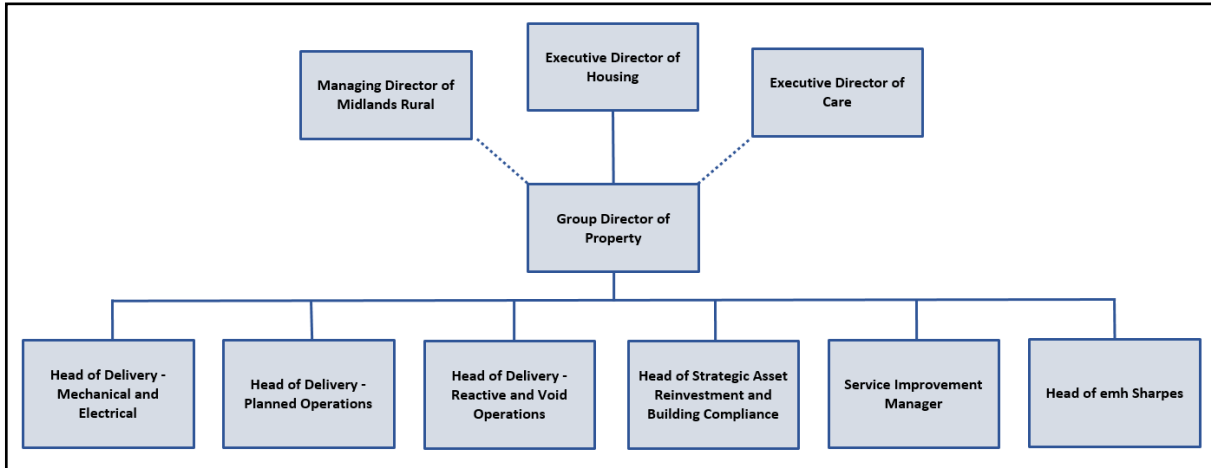 Executive Director of
Housing
Managing Director of
Midlands Rural
Executive Director of
Care
Group Director of
Property
Head of Delivery -
Mechanical and
Electrical
Head of Delivery -
Planned Operations
Head of Delivery -
Reactive and Void
Operations
Head of Strategic Asset
Reinvestment and
Building Compliance
Service Improvement
Manager
Head of emh Sharpes